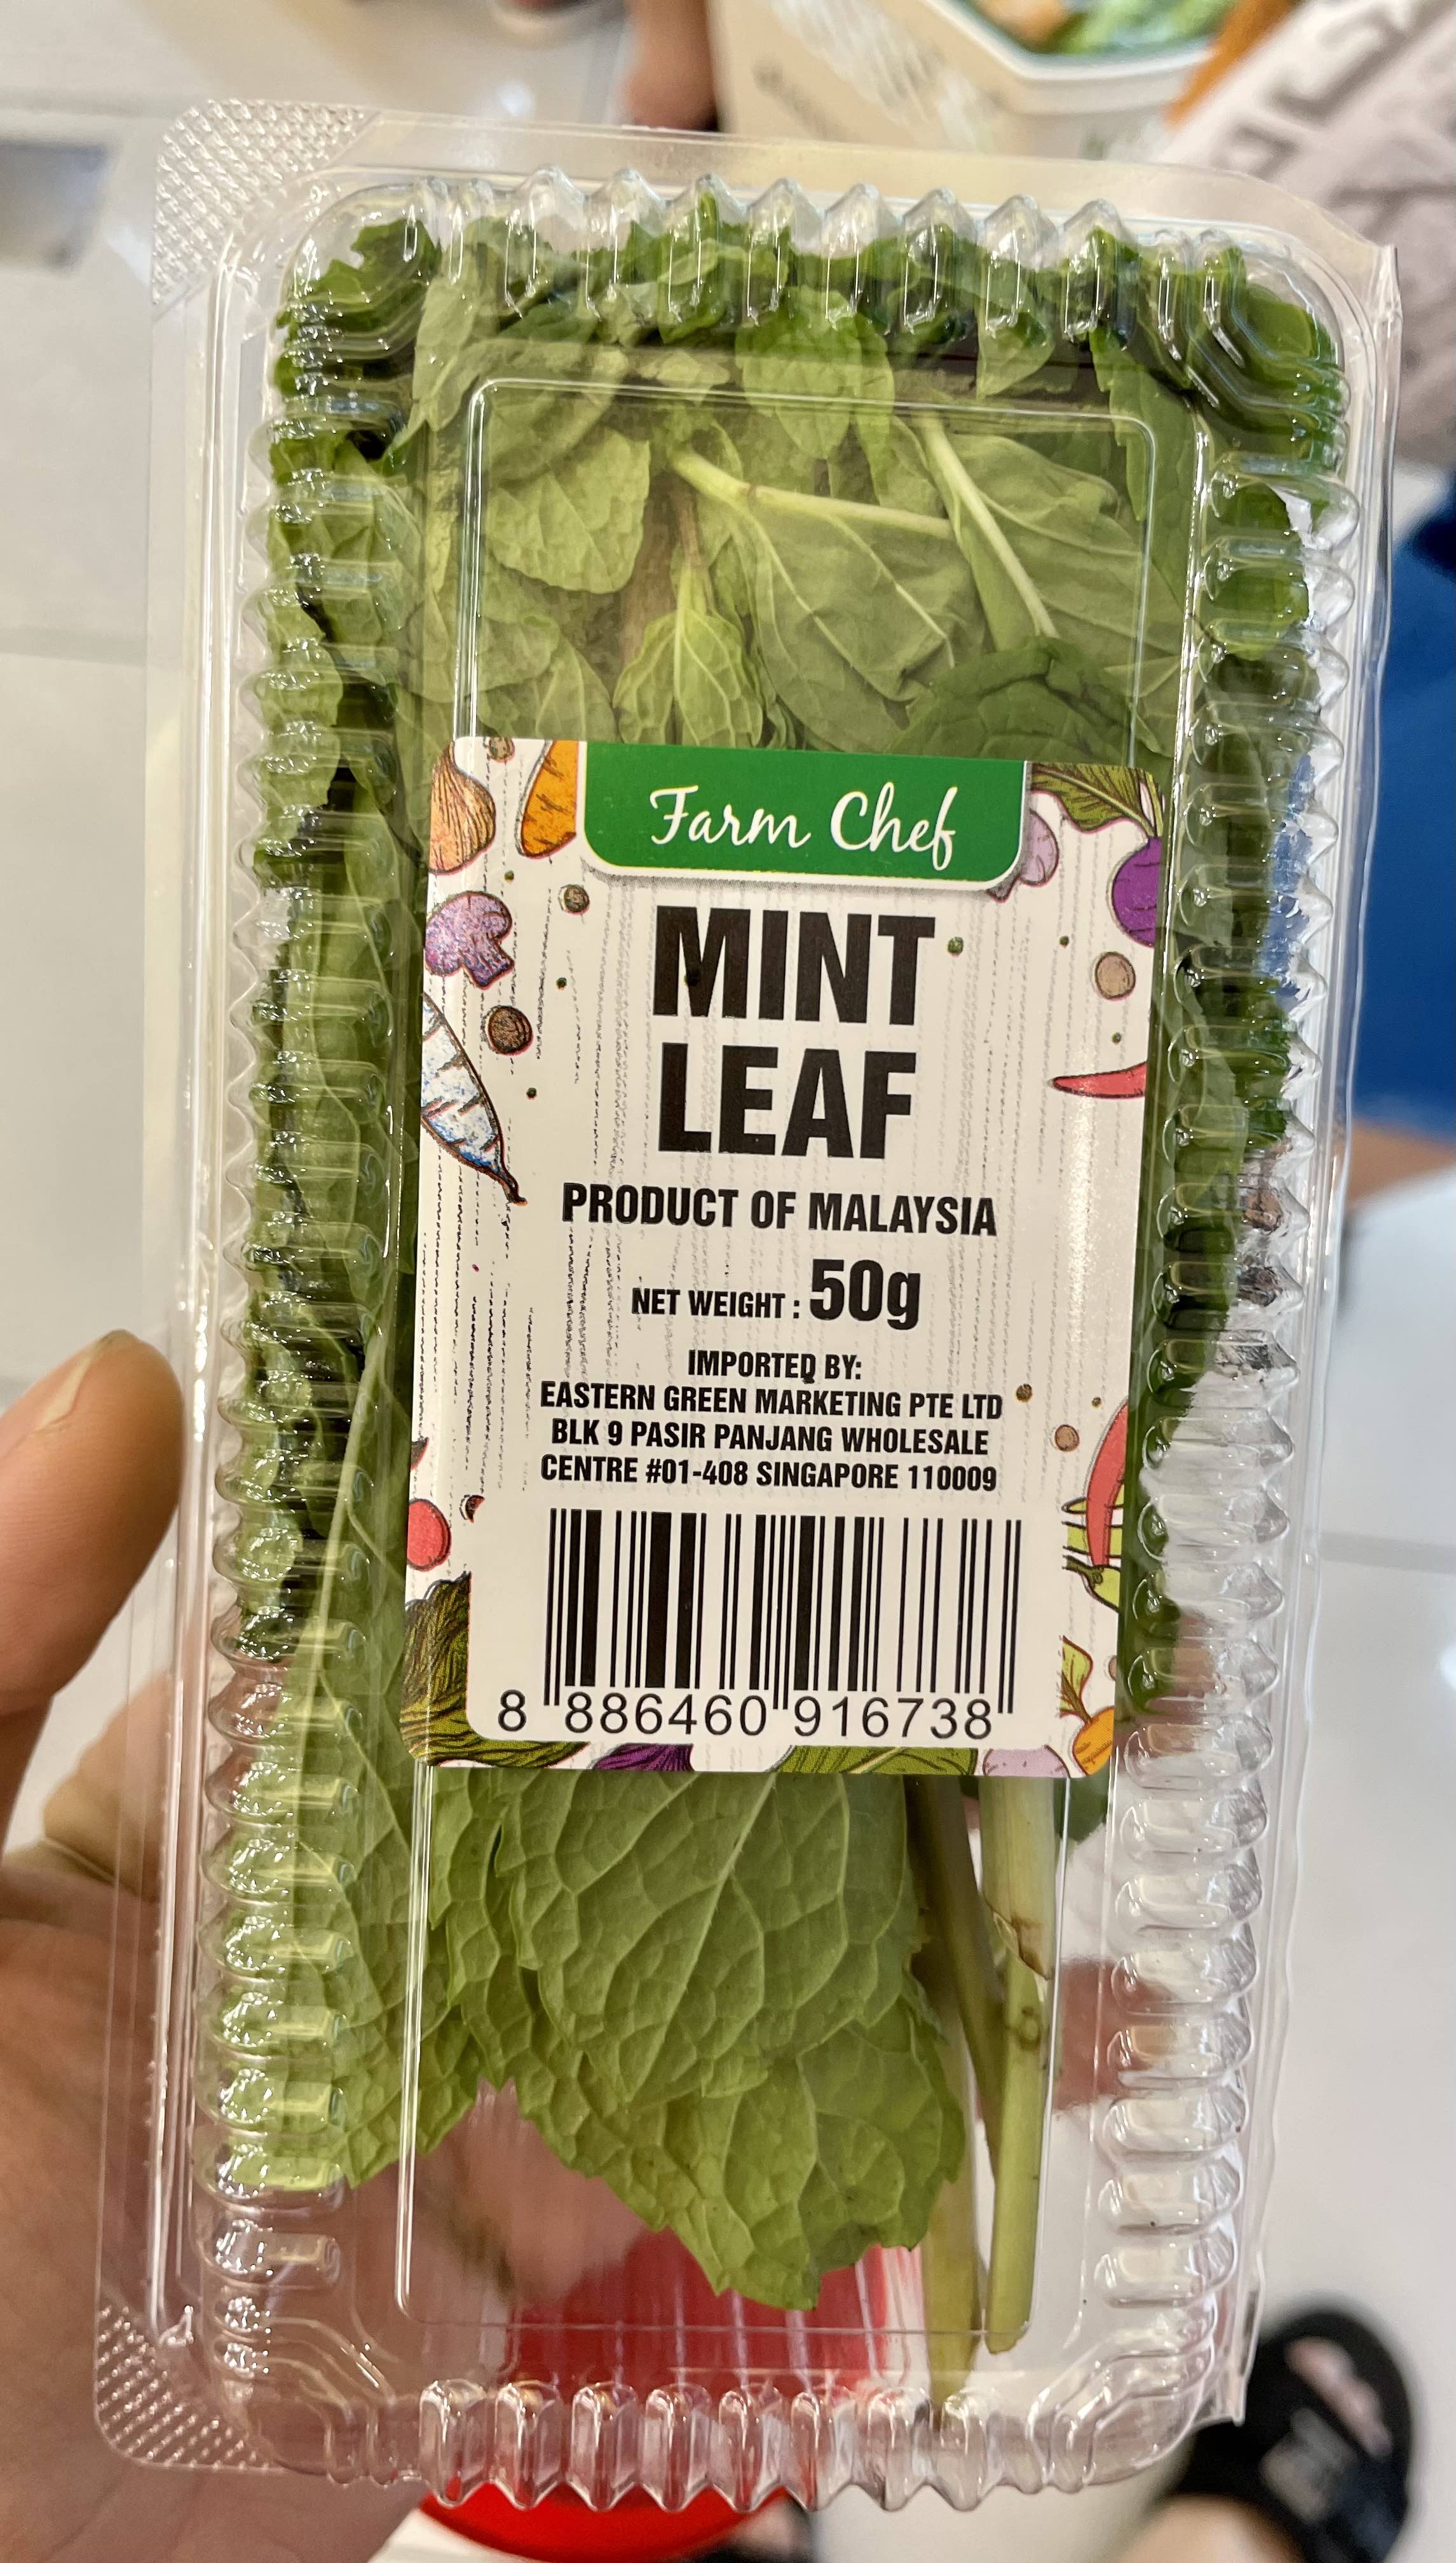 Farm Chef
MINT
LEAF
PRODUCT OF MALAYSIA
NET WEIGHT : 50g
IMPORTED BY:
EASTERN GREEN MARKETING PTE LTD
BLK 9 PASIR PANJANG WHOLESALE
CENTRE #01-408 SINGAPORE 110009
8 886460 916738